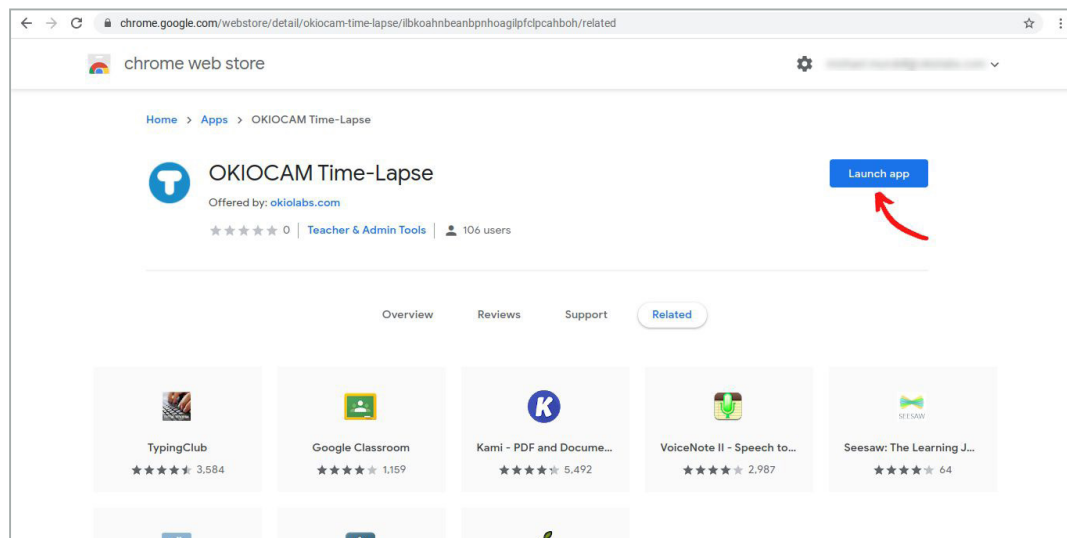 chrome.google.com/webstore/detail/okiocam-time-lapse/ilbkoahnbeanbpnhoagilpfclpcahboh/related
chrome web store
Home > Apps > OKIOCAM Time-Lapse
OKIOCAM Time-Lapse
Launch app
Offered by: okiolabs.com
0 | Teacher & Admin Tools | 106 users
Overview Reviews Support Related
TypingClub Google Classroom Kami - PDF and Docume... VoiceNote II - Speech to... Seesaw: The Learning J...
3,584 1,159 5,492 2,987 64
SEESAW